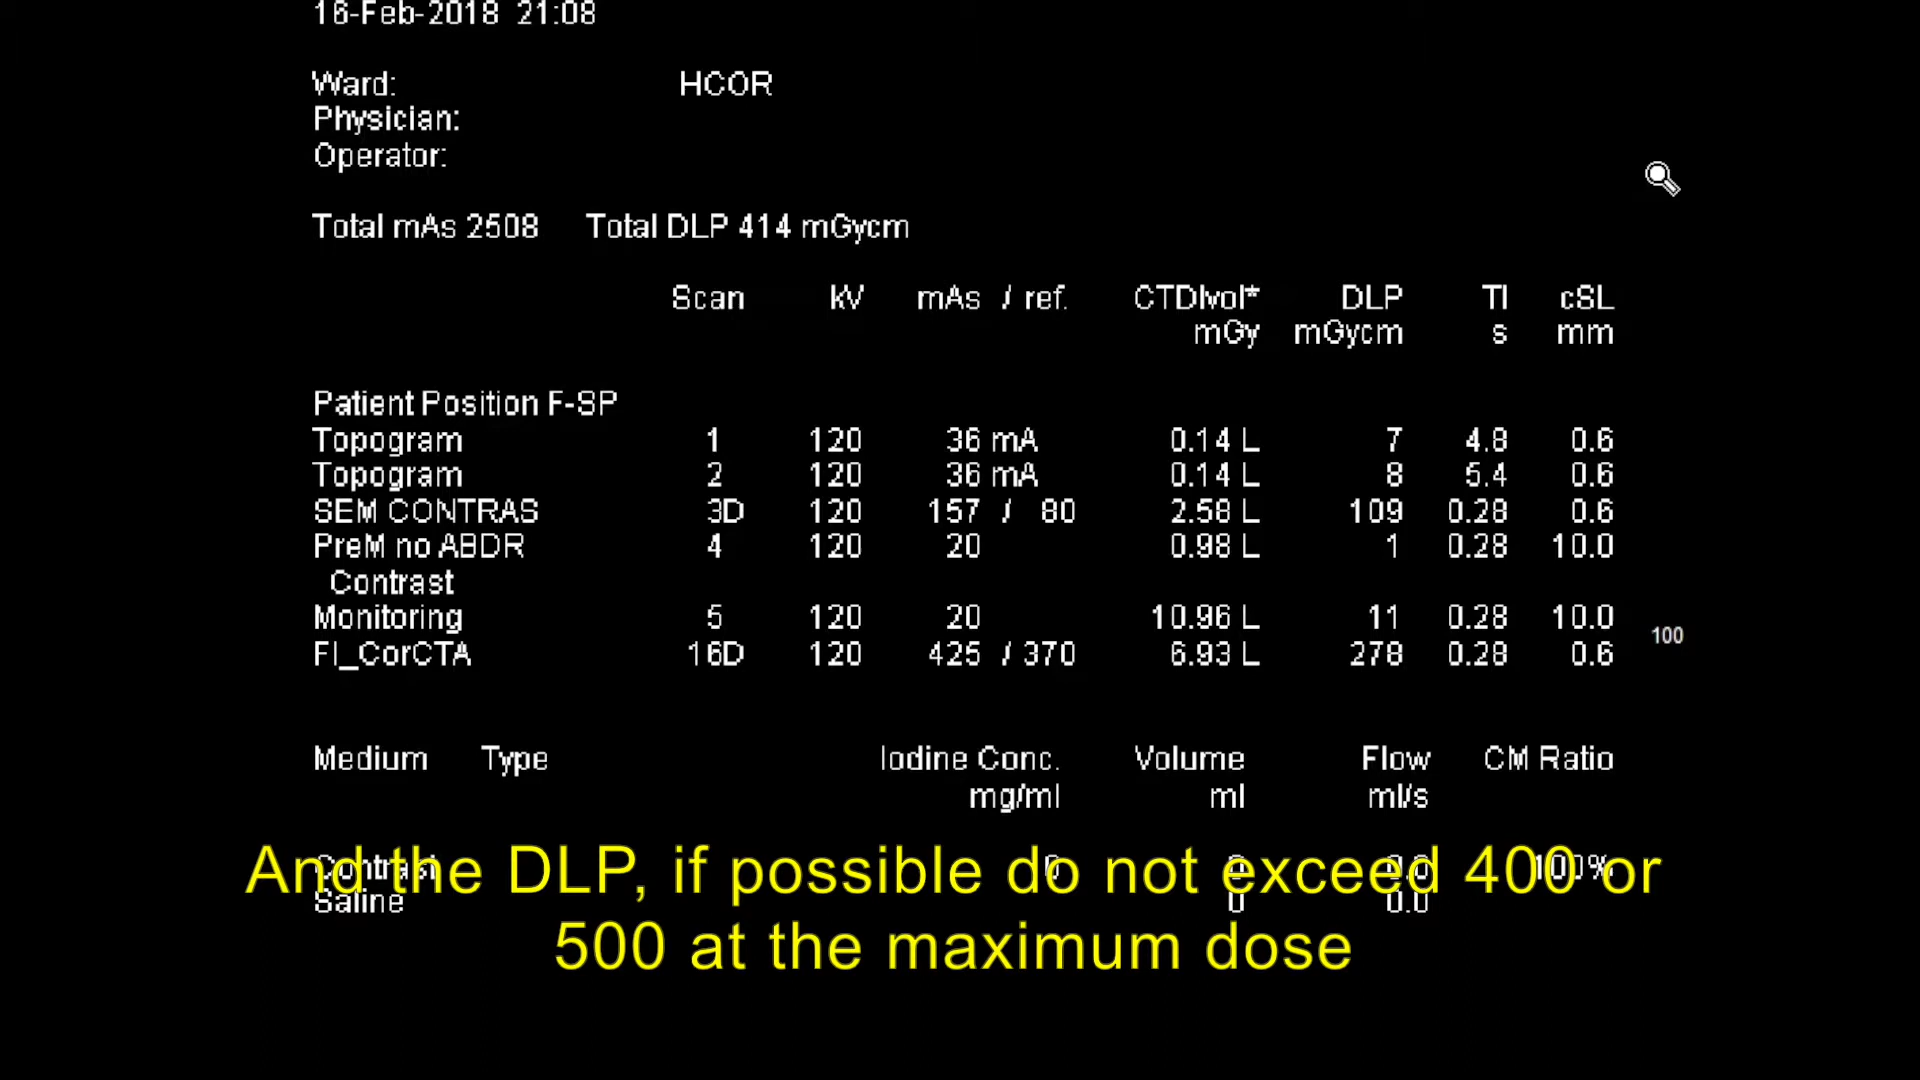 16-Feb-2018 21:08
Ward: HCOR
Physician:
Operator:
Total mAs 2508 Total DLP 414 mGycm
Scan kV mAs / ref. CTDIvol* DLP TI cSL
mGy mGycm s mm
Patient Position F-SP
Topogram 1 120 36 mA 0.14 L 7 4.8 0.6
Topogram 2 120 36 mA 0.14 L 8 5.4 0.6
SEM CONTRAS 3D 120 157 / 80 2.58 L 109 0.28 0.6
PreM no ABDR 4 120 20 0.98 L 1 0.28 10.0
Contrast
Monitoring 5 120 20 10.96 L 11 0.28 10.0
FI_CorCTA 16D 120 425 / 370 6.93 L 278 0.28 0.6
100
Medium Type Iodine Conc. Volume Flow CM Ratio
mg/ml ml ml/s
Contrast 0 0 0.0 100%
Saline 0 0.0
And the DLP, if possible do not exceed 400 or
500 at the maximum dose